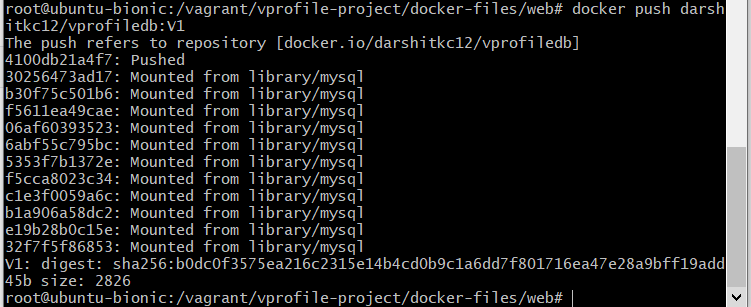 root@ubuntu-bionic:/vagrant/vprofile-project/docker-files/web# docker push darsh
itkc12/vprofiledb:V1
The push refers to repository [docker.io/darshitkc12/vprofiledb]
4100db21a4f7: Pushed
30256473ad17: Mounted from library/mysql
b30f75c501b6: Mounted from library/mysql
f5611ea49cae: Mounted from library/mysql
06af60393523: Mounted from library/mysql
6abf55c795bc: Mounted from library/mysql
5353f7b1372e: Mounted from library/mysql
f5cca8023c34: Mounted from library/mysql
c1e3f0059a6c: Mounted from library/mysql
b1a906a58dc2: Mounted from library/mysql
e19b28b0c15e: Mounted from library/mysql
32f7f5f86853: Mounted from library/mysql
V1: digest: sha256:b0dc0f3575ea216c2315e14b4cd0b9c1a6dd7f801716ea47e28a9bff19add
45b size: 2826
root@ubuntu-bionic:/vagrant/vprofile-project/docker-files/web#